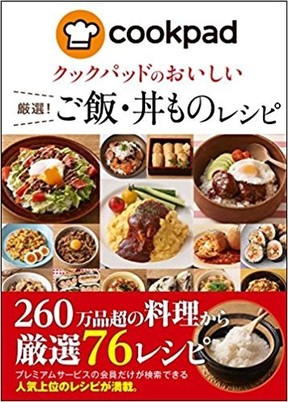 cookpad
クックパッドのおいしい
厳選!
ご飯・丼ものレシピ
260万品超の料理から
厳選76レシピ
プレミアムサービスの会員だけが検索できる
人気上位のレシピが満載。